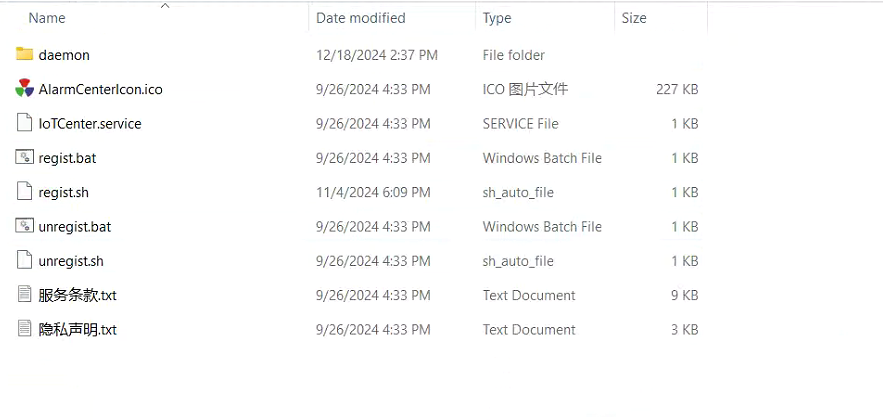 Name Date modified Type Size
daemon 12/18/2024 2:37 PM File folder
AlarmCenterIcon.ico 9/26/2024 4:33 PM ICO 图片文件 227 KB
IoTCenter.service 9/26/2024 4:33 PM SERVICE File 1 KB
regist.bat 9/26/2024 4:33 PM Windows Batch File 1 KB
regist.sh 11/4/2024 6:09 PM sh_auto_file 1 KB
unregist.bat 9/26/2024 4:33 PM Windows Batch File 1 KB
unregist.sh 9/26/2024 4:33 PM sh_auto_file 1 KB
服务条款.txt 9/26/2024 4:33 PM Text Document 9 KB
隐私声明.txt 9/26/2024 4:33 PM Text Document 3 KB